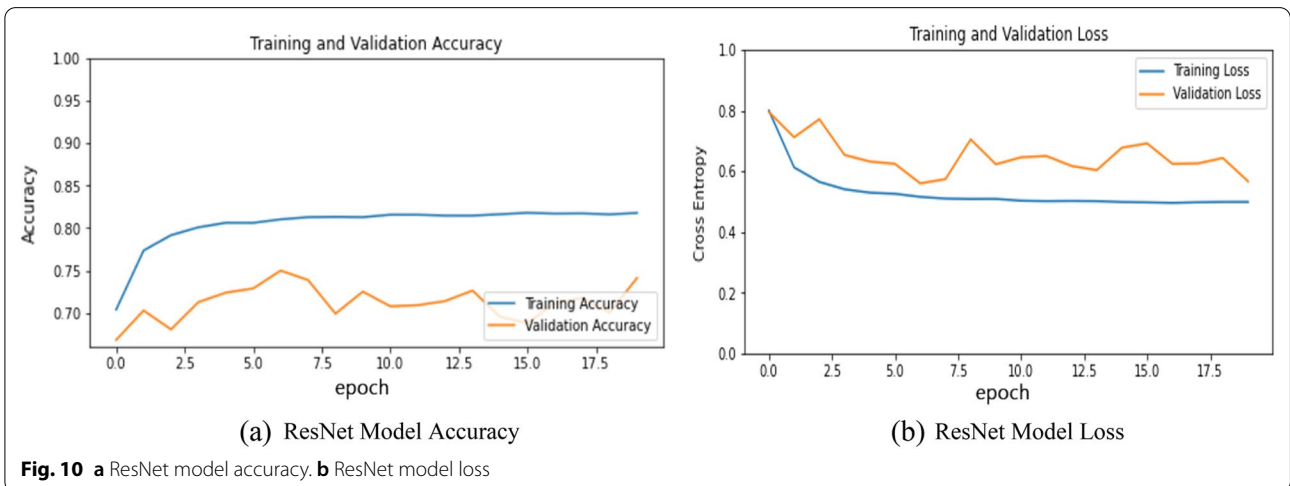 Training and Validation Accuracy
1.00
0.95
0.90
0.85
0.80
0.75
0.70
Accuracy
Training Accuracy
Validation Accuracy
0.0 2.5 5.0 7.5 10.0 12.5 15.0 17.5
epoch
(a) ResNet Model Accuracy
Training and Validation Loss
1.0
0.8
0.6
0.4
0.2
0.0
Cross Entropy
Training Loss
Validation Loss
0.0 2.5 5.0 7.5 10.0 12.5 15.0 17.5
epoch
(b) ResNet Model Loss
Fig. 10 a ResNet model accuracy. b ResNet model loss